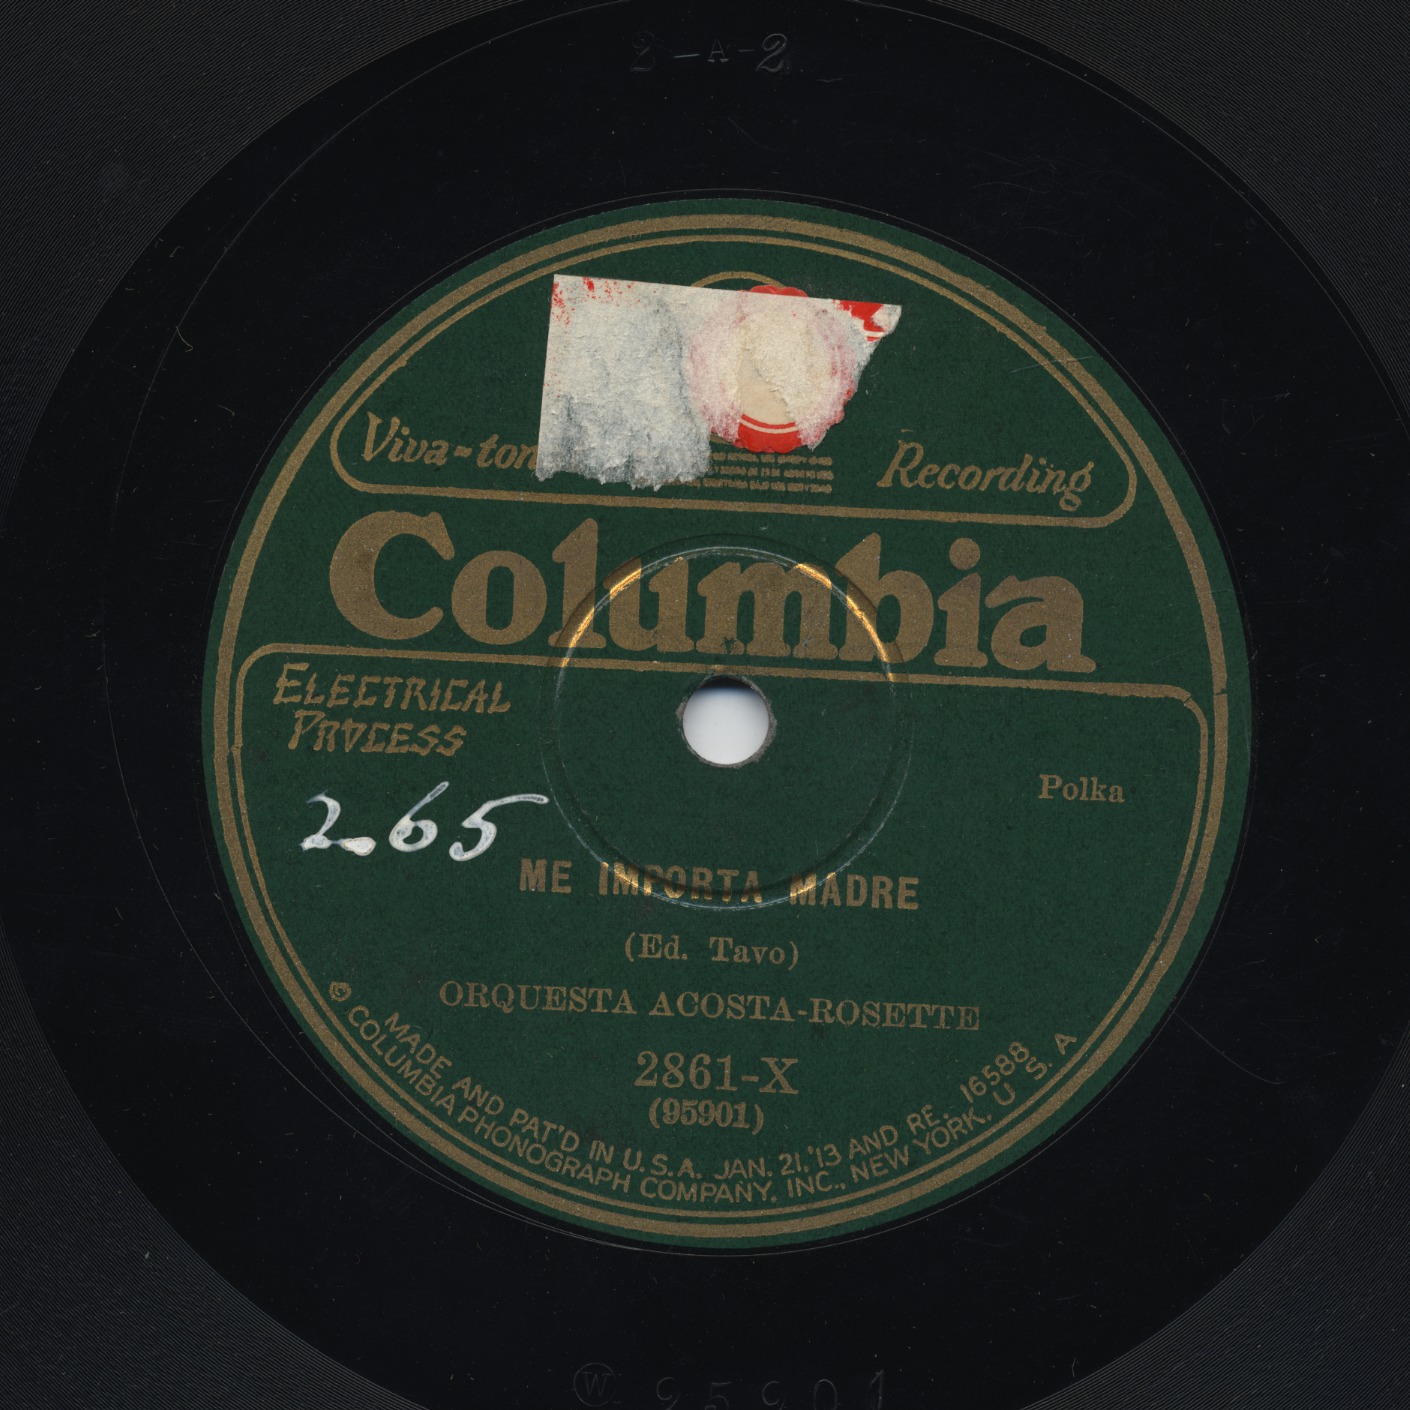 2-A-2
Viva-ton
Recording
Columbia
ELECTRICAL
PROCESS
Polka
2.65
ME IMPORTA MADRE
(Ed. Tavo)
ORQUESTA ACOSTA-ROSETTE
2861-X
(95901)
MADE AND PAT'D IN U.S.A. JAN. 21, '13 AND RE. 16588
© COLUMBIA PHONOGRAPH COMPANY, INC., NEW YORK, U. S. A
W 95901